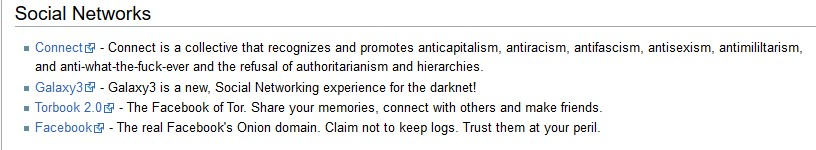 Social Networks
Connect - Connect is a collective that recognizes and promotes anticapitalism, antiracism, antifascism, antisexism, antimililtarism,
and anti-what-the-fuck-ever and the refusal of authoritarianism and hierarchies.
Galaxy3 - Galaxy3 is a new, Social Networking experience for the darknet!
Torbook 2.0 - The Facebook of Tor. Share your memories, connect with others and make friends.
Facebook - The real Facebook's Onion domain. Claim not to keep logs. Trust them at your peril.